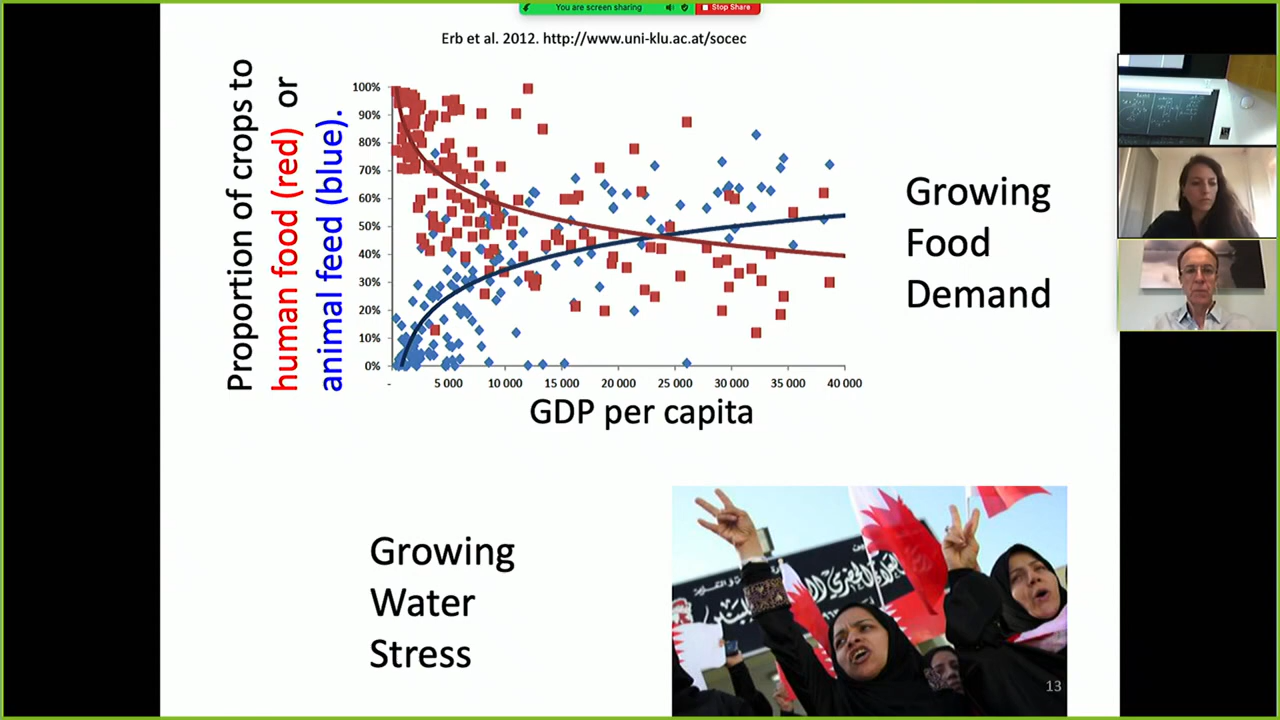 You are screen sharing
Stop Share
Erb et al. 2012. http://www.uni-klu.ac.at/socec
Proportion of crops to
human food (red) or
animal feed (blue).
100%
90%
80%
70%
60%
50%
40%
30%
20%
10%
0%
- 5 000 10 000 15 000 20 000 25 000 30 000 35 000 40 000
GDP per capita
Growing
Food
Demand
Growing
Water
Stress
13